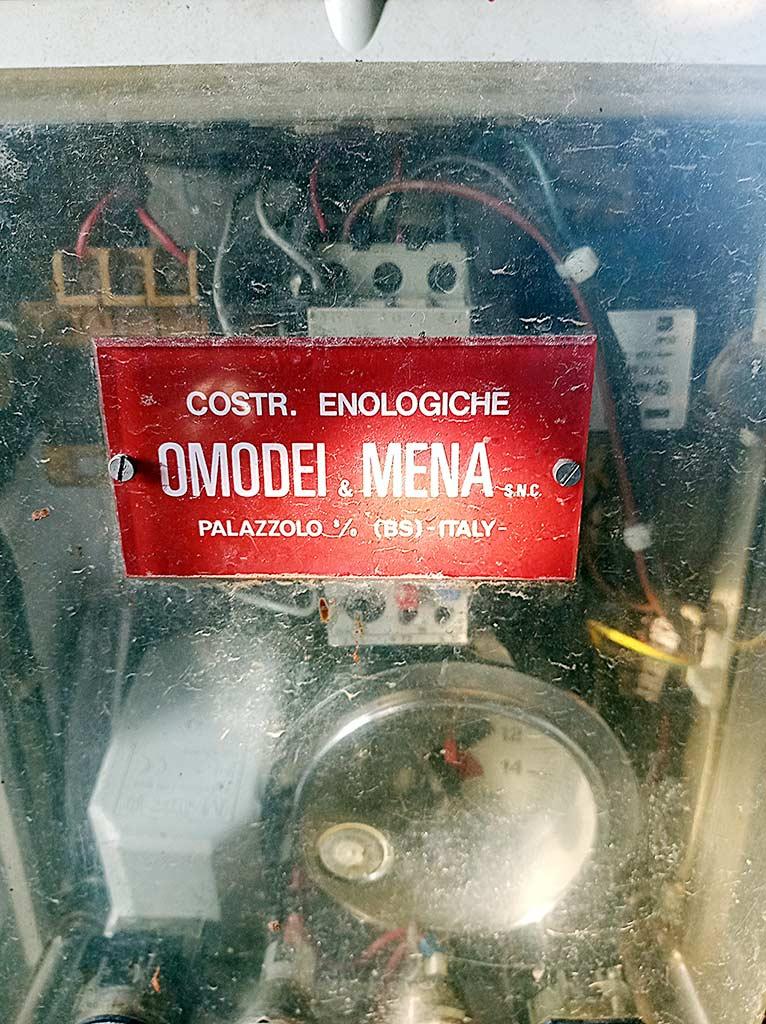 COSTR. ENOLOGICHE
OMODEI & MENA S.N.C.
PALAZZOLO S/O (BS)-ITALY-
12
14